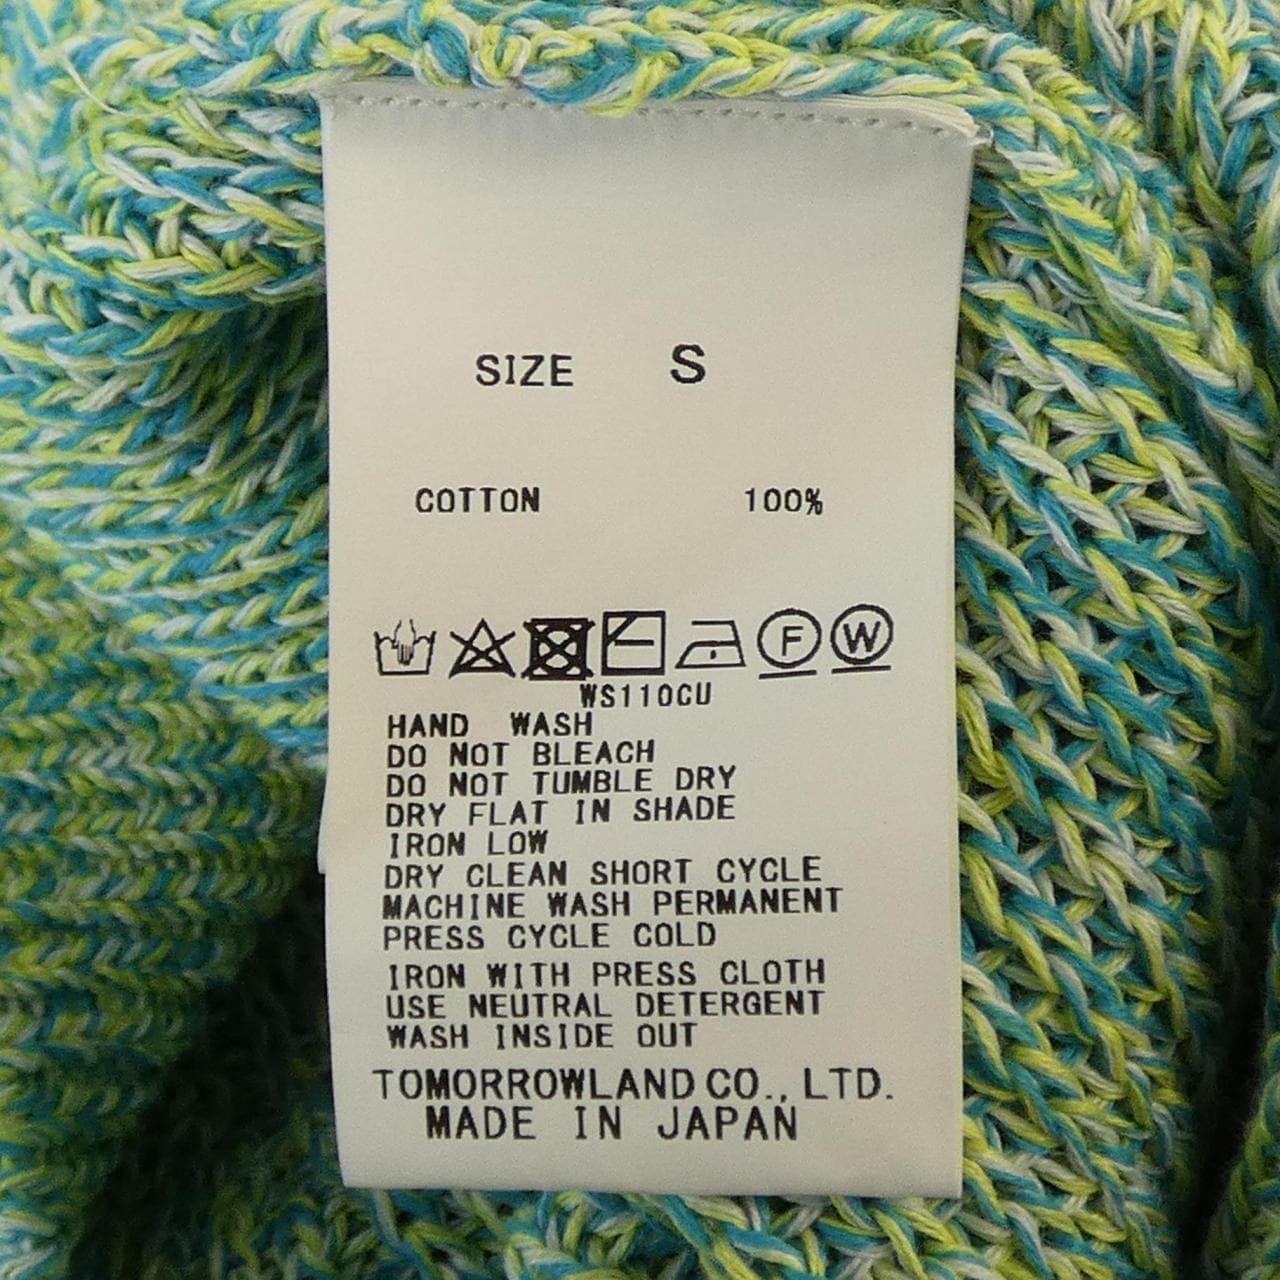 SIZE S
COTTON 100%
F W
WS110CU
HAND WASH
DO NOT BLEACH
DO NOT TUMBLE DRY
DRY FLAT IN SHADE
IRON LOW
DRY CLEAN SHORT CYCLE
MACHINE WASH PERMANENT
PRESS CYCLE COLD
IRON WITH PRESS CLOTH
USE NEUTRAL DETERGENT
WASH INSIDE OUT
TOMORROWLAND CO., LTD.
MADE IN JAPAN